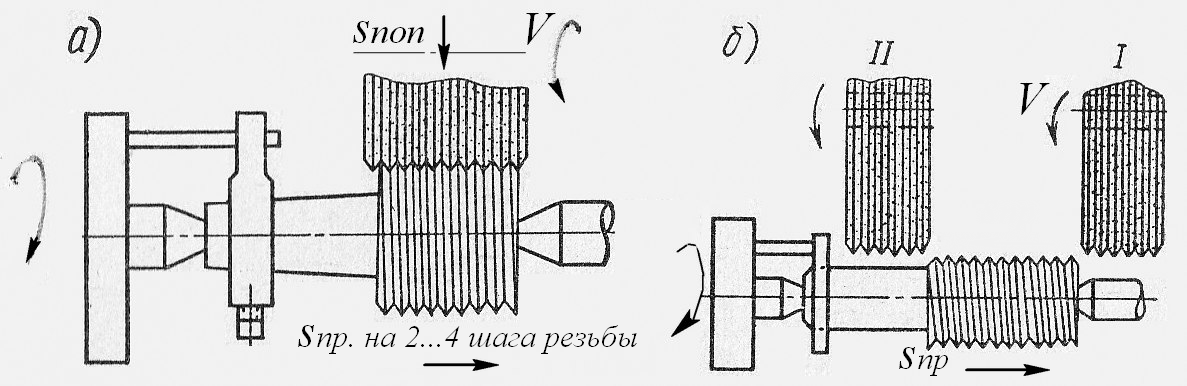 а)
Sпоп
V
Sпр. на 2...4 шага резьбы
б)
II
I
V
Sпр